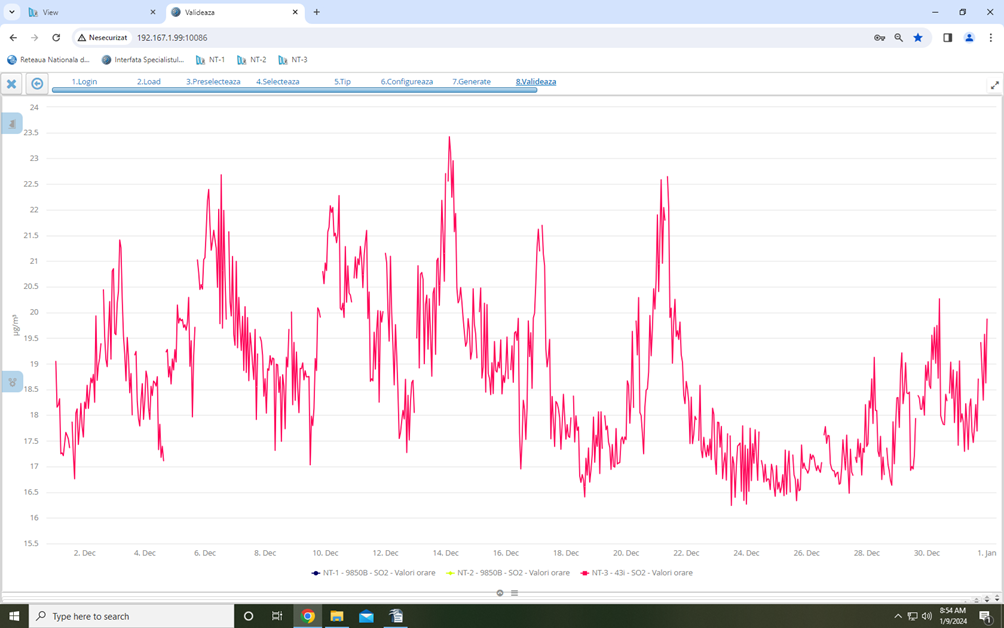 View
Valideaza
Nesecurizat 192.167.1.99:10086
Reteaua Nationala d... Interfata Specialistul... NT-1 NT-2 NT-3
1.Login 2.Load 3.Preselecteaza 4.Selecteaza 5.Tip 6.Configureaza 7.Generate 8.Valideaza
24
23.5
23
22.5
22
21.5
21
20.5
20
19.5
19
18.5
18
17.5
17
16.5
16
15.5
µg/m³
2. Dec 4. Dec 6. Dec 8. Dec 10. Dec 12. Dec 14. Dec 16. Dec 18. Dec 20. Dec 22. Dec 24. Dec 26. Dec 28. Dec 30. Dec 1. Jan
NT-1 - 9850B - SO2 - Valori orare NT-2 - 9850B - SO2 - Valori orare NT-3 - 43i - SO2 - Valori orare
Type here to search
8:54 AM
1/9/2024
1